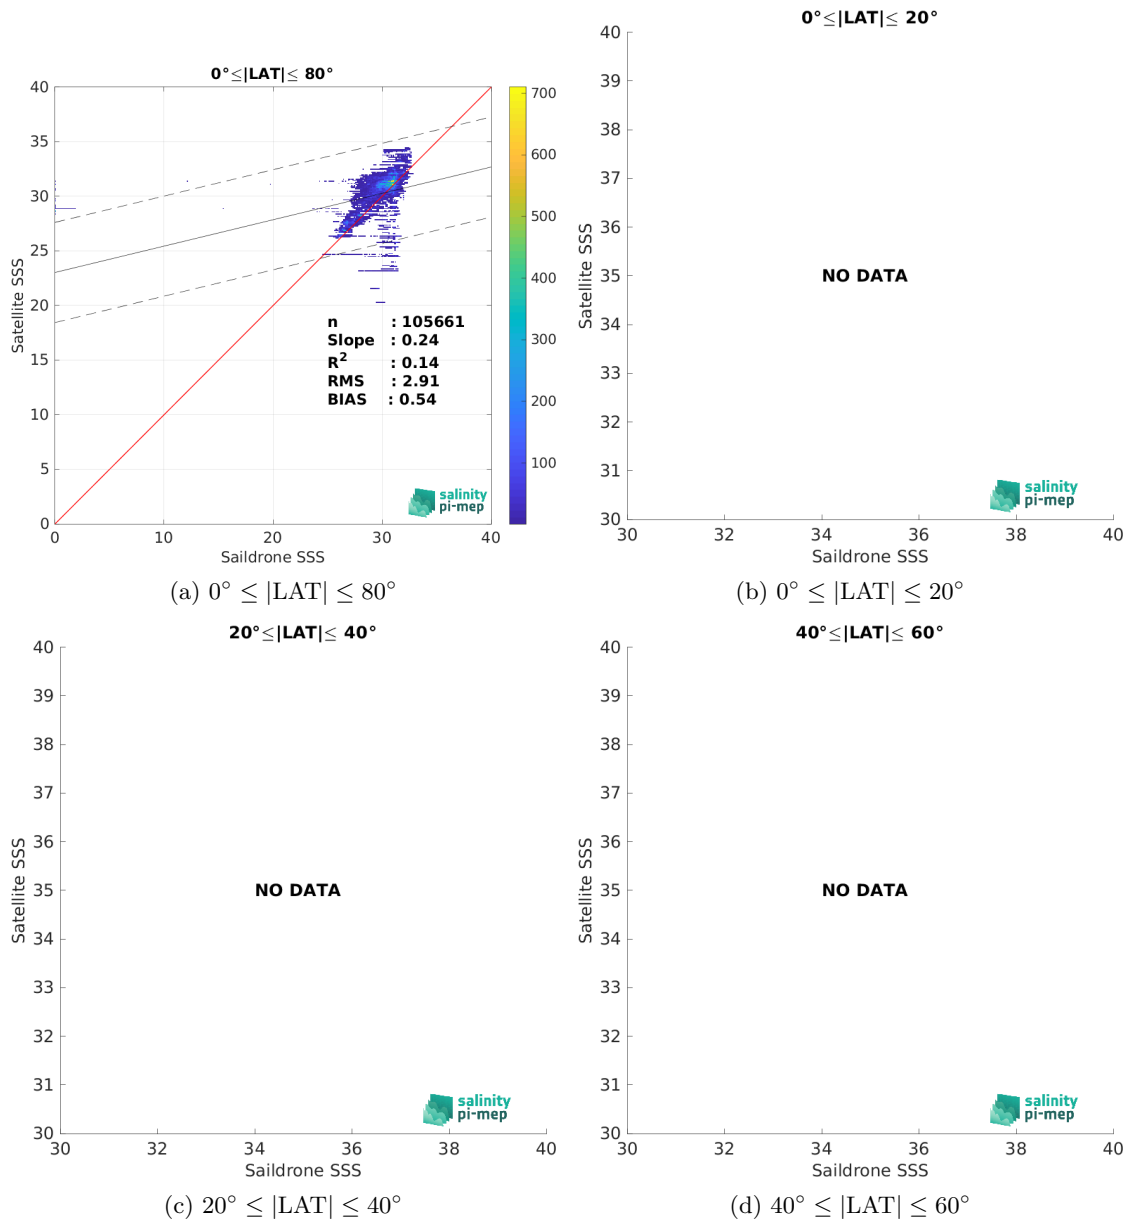 0°≤|LAT|≤ 80°
40
35
30
25
20
15
10
5
0
Satellite SSS
0
10
20
30
40
Saildrone SSS
n : 105661
Slope : 0.24
R² : 0.14
RMS : 2.91
BIAS : 0.54
700
600
500
400
300
200
100
salinity
pi-mep
(a) 0° ≤ |LAT| ≤ 80°
0°≤|LAT|≤ 20°
40
39
38
37
36
35
34
33
32
31
30
Satellite SSS
NO DATA
salinity
pi-mep
30
32
34
36
38
40
Saildrone SSS
(b) 0° ≤ |LAT| ≤ 20°
20°≤|LAT|≤ 40°
40
39
38
37
36
35
34
33
32
31
30
Satellite SSS
NO DATA
salinity
pi-mep
30
32
34
36
38
40
Saildrone SSS
(c) 20° ≤ |LAT| ≤ 40°
40°≤|LAT|≤ 60°
40
39
38
37
36
35
34
33
32
31
30
Satellite SSS
NO DATA
salinity
pi-mep
30
32
34
36
38
40
Saildrone SSS
(d) 40° ≤ |LAT| ≤ 60°